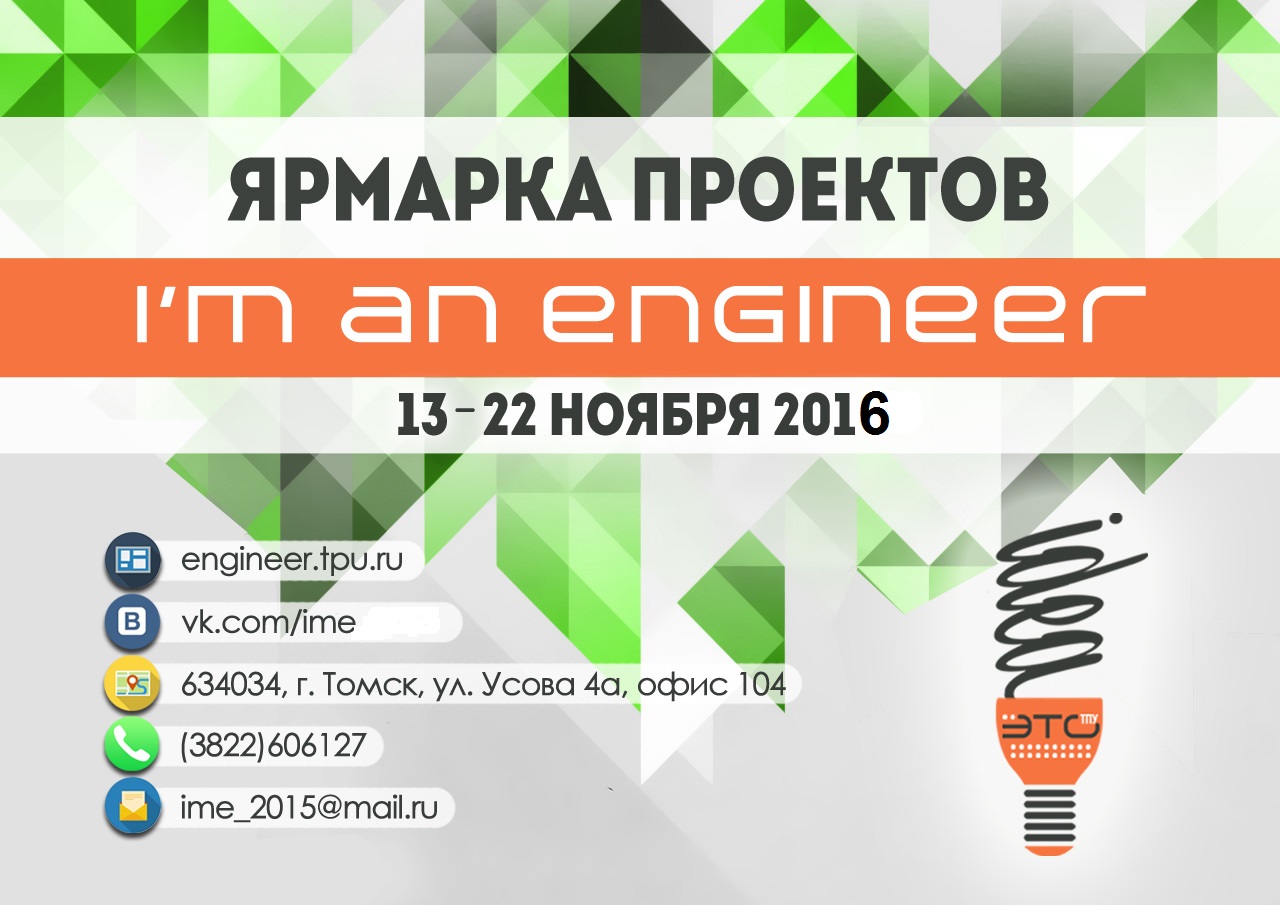 ЯРМАРКА ПРОЕКТОВ
I'm an engineer
13 – 22 НОЯБРЯ 2016
engineer.tpu.ru
vk.com/ime
634034, г. Томск, ул. Усова 4а, офис 104
(3822)606127
ime_2015@mail.ru
idea
ЭТО ТПУ